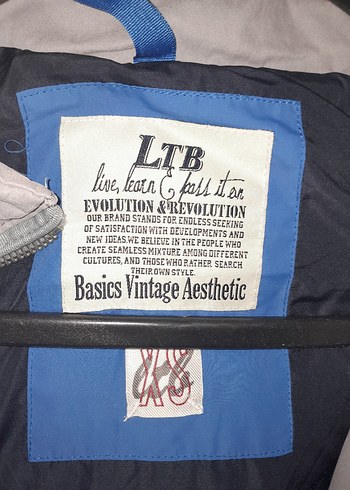 LTB
live, learn & pass it on
EVOLUTION & REVOLUTION
OUR BRAND STANDS FOR ENDLESS SEEKING
OF SATISFACTION WITH DEVELOPMENTS AND
NEW IDEAS. WE BELIEVE IN THE PEOPLE WHO
CREATE SEAMLESS MIXTURE AMONG DIFFERENT
CULTURES, AND THOSE WHO RATHER SEARCH
THEIR OWN STYLE.
Basics Vintage Aesthetic
XS